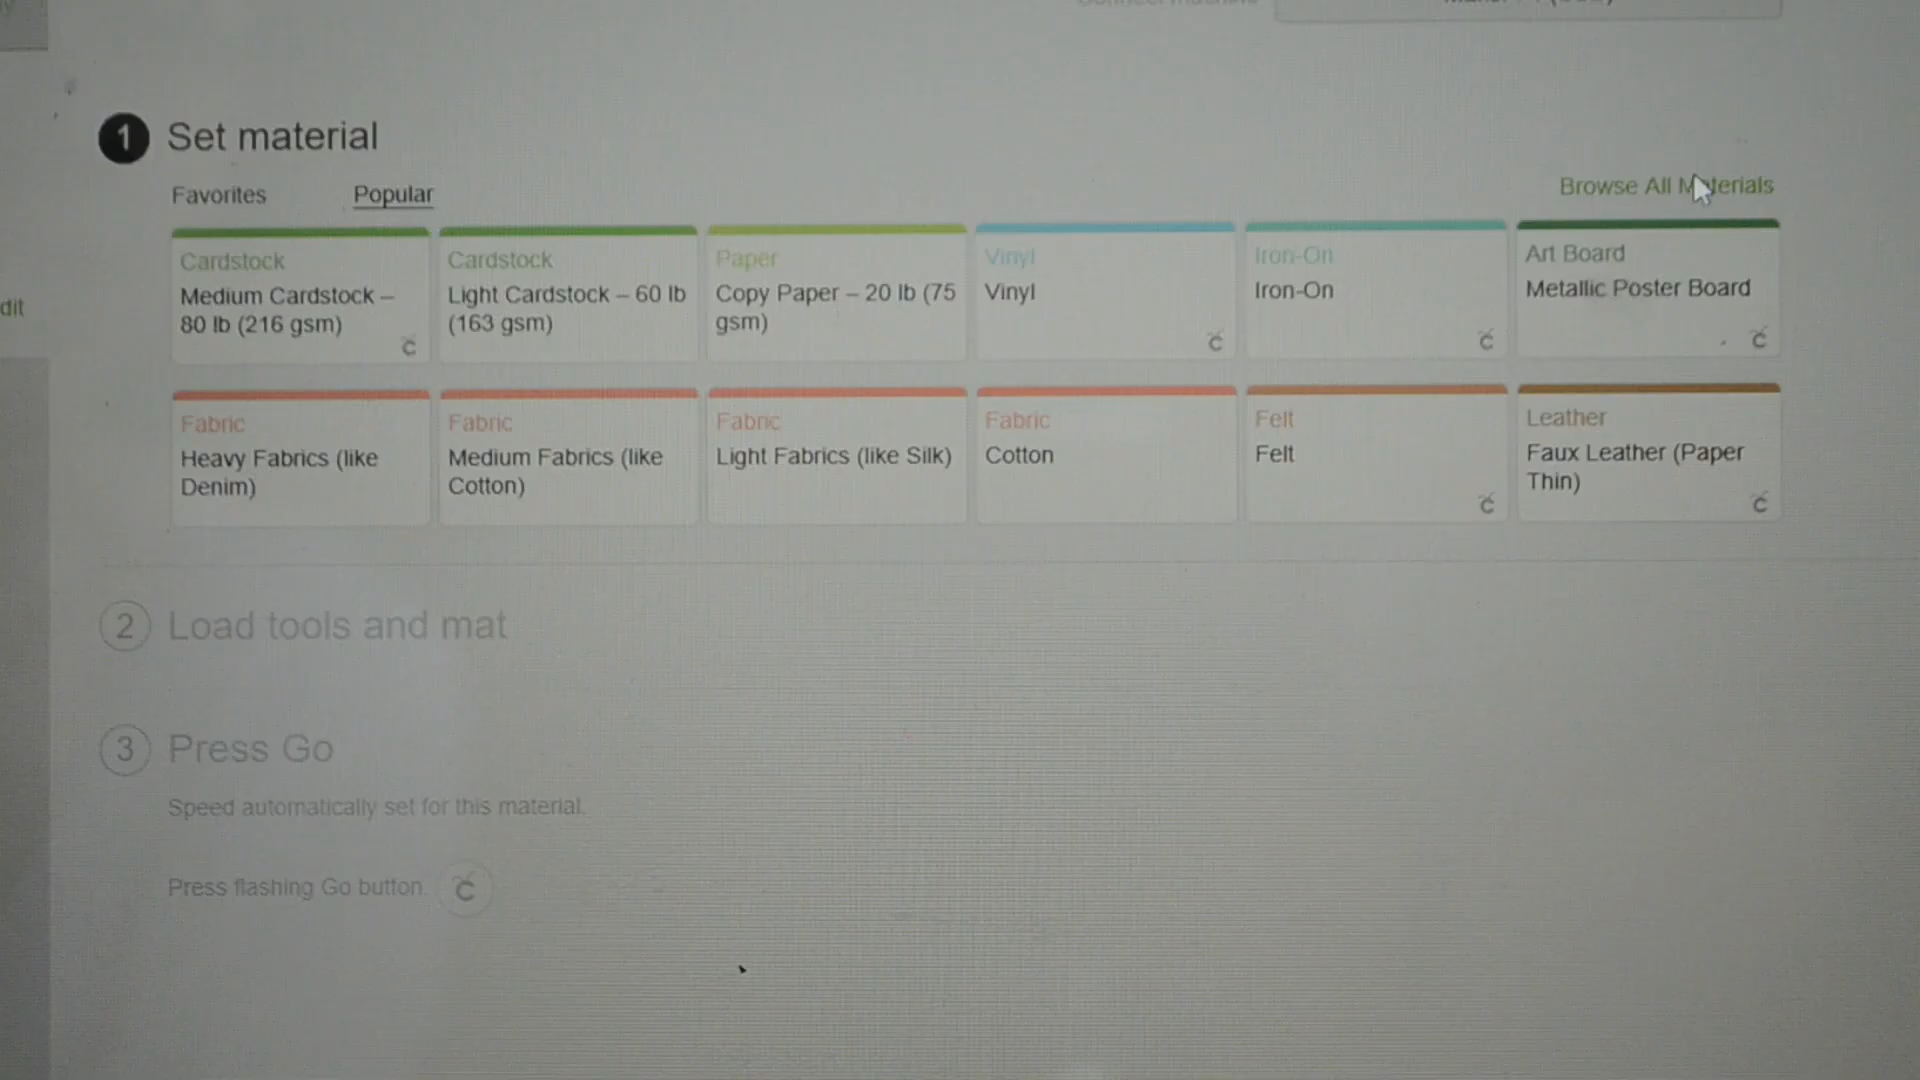 1 Set material
Favorites Popular Browse All Materials
Cardstock
Medium Cardstock –
80 lb (216 gsm)
Cardstock
Light Cardstock – 60 lb
(163 gsm)
Paper
Copy Paper – 20 lb (75
gsm)
Vinyl
Vinyl
Iron-On
Iron-On
Art Board
Metallic Poster Board
dit
Fabric
Heavy Fabrics (like
Denim)
Fabric
Medium Fabrics (like
Cotton)
Fabric
Light Fabrics (like Silk)
Fabric
Cotton
Felt
Felt
Leather
Faux Leather (Paper
Thin)
2 Load tools and mat
3 Press Go
Speed automatically set for this material.
Press flashing Go button.